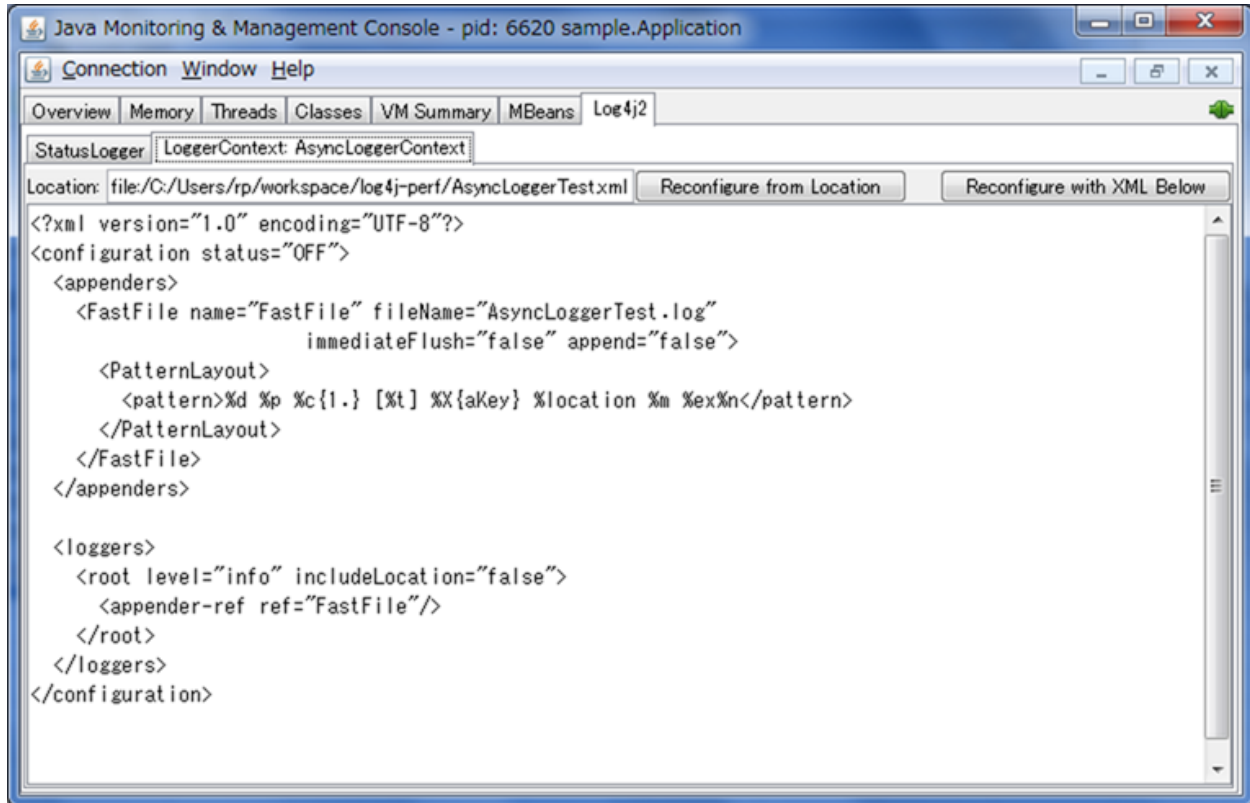 Java Monitoring & Management Console - pid: 6620 sample.Application
Connection Window Help
Overview Memory Threads Classes VM Summary MBeans Log4j2
StatusLogger LoggerContext: AsyncLoggerContext
Location: file:/C:/Users/rp/workspace/log4j-perf/AsyncLoggerTest.xml Reconfigure from Location Reconfigure with XML Below
<?xml version="1.0" encoding="UTF-8"?>
<configuration status="OFF">
  <appenders>
    <FastFile name="FastFile" fileName="AsyncLoggerTest.log"
                       immediateFlush="false" append="false">
      <PatternLayout>
        <pattern>%d %p %c{1.} [%t] %X{aKey} %location %m %ex%n</pattern>
      </PatternLayout>
    </FastFile>
  </appenders>

  <loggers>
    <root level="info" includeLocation="false">
      <appender-ref ref="FastFile"/>
    </root>
  </loggers>
</configuration>